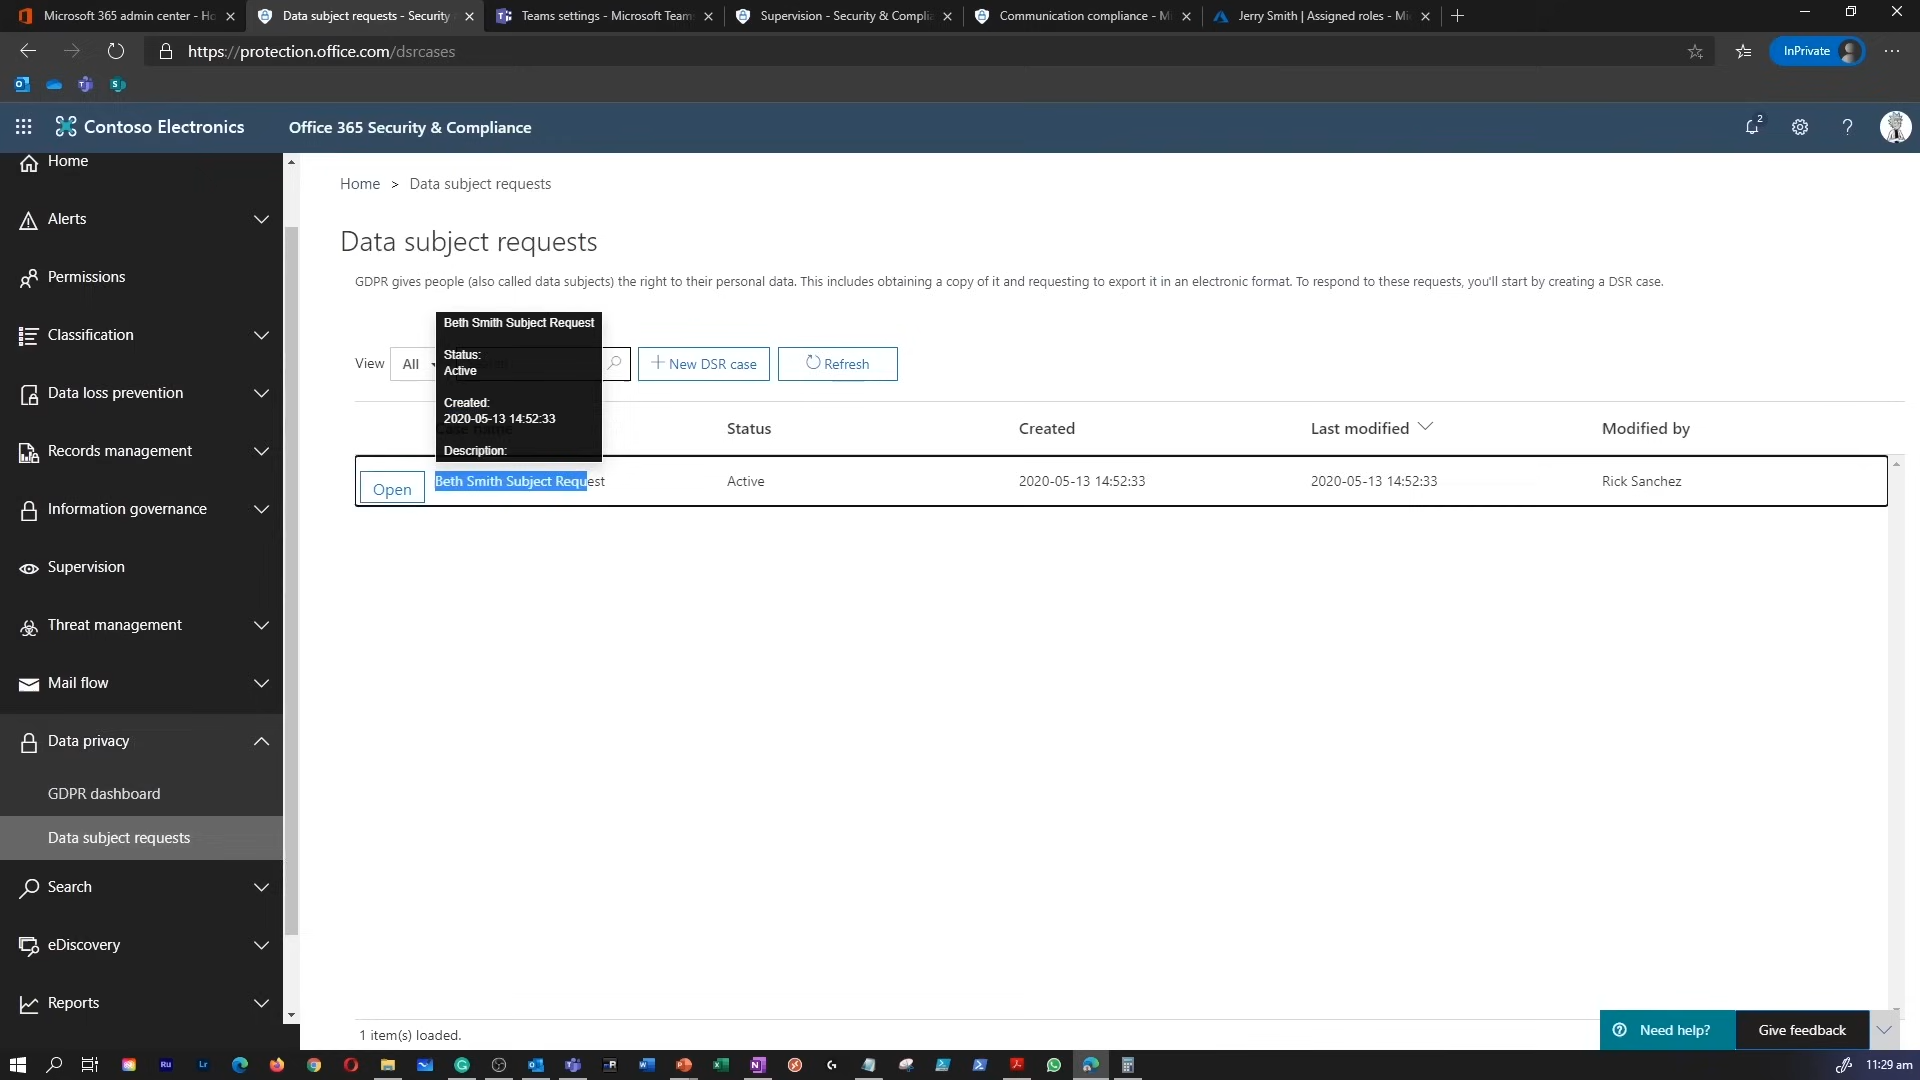 Microsoft 365 admin center - Ho
Data subject requests - Security
Teams settings - Microsoft Team
Supervision - Security & Complia
Communication compliance - Mi
Jerry Smith | Assigned roles - Mi
https://protection.office.com/dsrcases
InPrivate
Contoso Electronics
Office 365 Security & Compliance
2
?
Home
Alerts
Permissions
Classification
Data loss prevention
Records management
Information governance
Supervision
Threat management
Mail flow
Data privacy
GDPR dashboard
Data subject requests
Search
eDiscovery
Reports
Home > Data subject requests
Data subject requests
GDPR gives people (also called data subjects) the right to their personal data. This includes obtaining a copy of it and requesting to export it in an electronic format. To respond to these requests, you'll start by creating a DSR case.
View All
New DSR case
Refresh
Beth Smith Subject Request
Status:
Active
Created:
2020-05-13 14:52:33
Description:
Status Created Last modified Modified by
Open Beth Smith Subject Request Active 2020-05-13 14:52:33 2020-05-13 14:52:33 Rick Sanchez
1 item(s) loaded.
Need help?
Give feedback
11:29 am